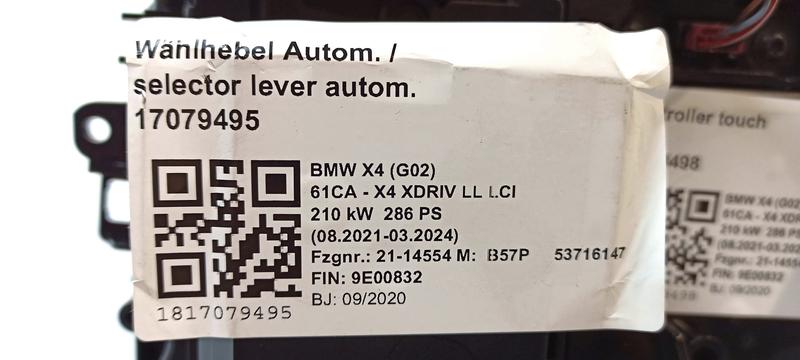 Wählhebel Autom. /
selector lever autom.
17079495
BMW X4 (G02)
61CA - X4 XDRIV LL LCI
210 kW 286 PS
(08.2021-03.2024)
Fzgnr.: 21-14554 M: B57P 53716147
FIN: 9E00832
BJ: 09/2020
1817079495
troller touch
498
BMW X4 (G02
61CA - X4 XD
210 kW 286 PS
(08.2021-03.202
Fzgnr.: 21-1455
FIN: 9E00832
BJ: 09/2020